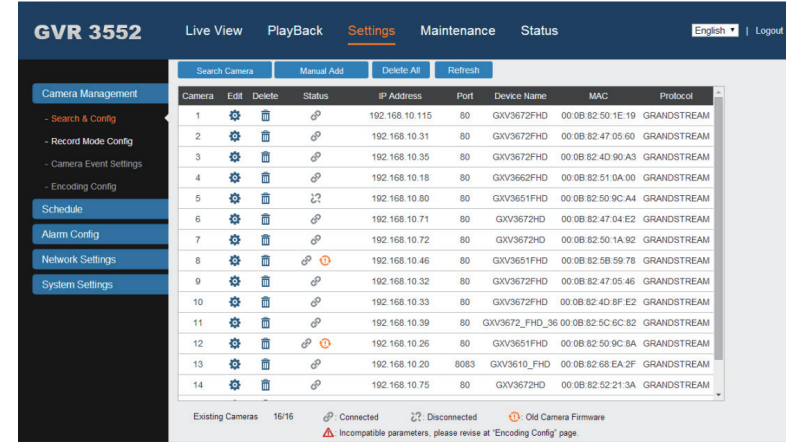 GVR 3552 Live View PlayBack Settings Maintenance Status English | Logout
Search Camera Manual Add Delete All Refresh
Camera Management
- Search & Config
- Record Mode Config
- Camera Event Settings
- Encoding Config
Schedule
Alarm Config
Network Settings
System Settings
Camera Edit Delete Status IP Address Port Device Name MAC Protocol
1 192.168.10.115 80 GXV3672FHD 00:0B:82:50:1E:19 GRANDSTREAM
2 192.168.10.31 80 GXV3672FHD 00:0B:82:47:05:60 GRANDSTREAM
3 192.168.10.35 80 GXV3672FHD 00:0B:82:4D:90:A3 GRANDSTREAM
4 192.168.10.18 80 GXV3662FHD 00:0B:82:51:0A:00 GRANDSTREAM
5 192.168.10.80 80 GXV3651FHD 00:0B:82:50:9C:A4 GRANDSTREAM
6 192.168.10.71 80 GXV3672HD 00:0B:82:47:04:E2 GRANDSTREAM
7 192.168.10.72 80 GXV3672HD 00:0B:82:50:1A:92 GRANDSTREAM
8 192.168.10.46 80 GXV3651FHD 00:0B:82:5B:59:78 GRANDSTREAM
9 192.168.10.32 80 GXV3672FHD 00:0B:82:47:05:46 GRANDSTREAM
10 192.168.10.33 80 GXV3672FHD 00:0B:82:4D:8F:E2 GRANDSTREAM
11 192.168.10.39 80 GXV3672_FHD_36 00:0B:82:5C:6C:82 GRANDSTREAM
12 192.168.10.26 80 GXV3651FHD 00:0B:82:50:9C:8A GRANDSTREAM
13 192.168.10.20 8083 GXV3610_FHD 00:0B:82:68:EA:2F GRANDSTREAM
14 192.168.10.75 80 GXV3672HD 00:0B:82:52:21:3A GRANDSTREAM
Existing Cameras 16/16 : Connected : Disconnected : Old Camera Firmware
: Incompatible parameters, please revise at "Encoding Config" page.